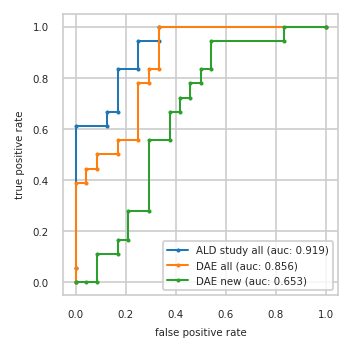 1.0
0.8
0.6
0.4
0.2
0.0
true positive rate
ALD study all (auc: 0.919)
DAE all (auc: 0.856)
DAE new (auc: 0.653)
0.0 0.2 0.4 0.6 0.8 1.0
false positive rate